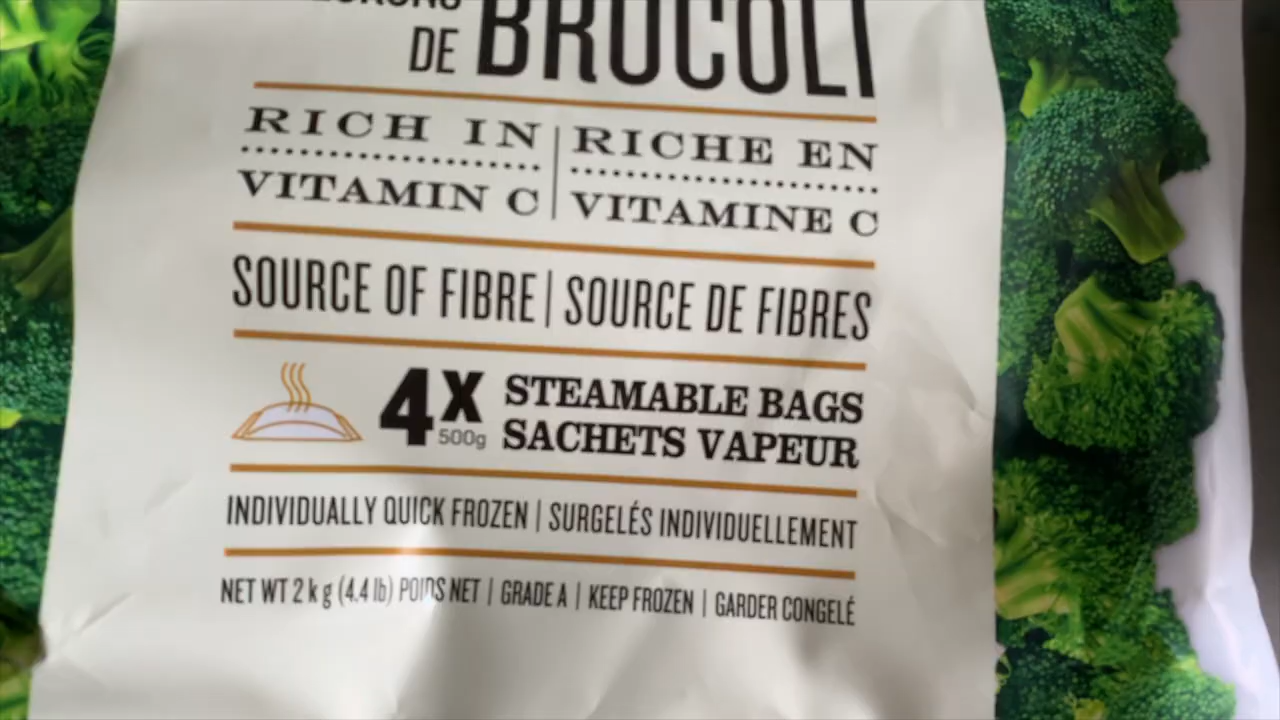 DE BROCOLI
RICH IN | RICHE EN
VITAMIN C | VITAMINE C
SOURCE OF FIBRE | SOURCE DE FIBRES
4X 500g STEAMABLE BAGS
SACHETS VAPEUR
INDIVIDUALLY QUICK FROZEN | SURGELÉS INDIVIDUELLEMENT
NET WT 2 kg (4.4 lb) POIDS NET | GRADE A | KEEP FROZEN | GARDER CONGELÉ